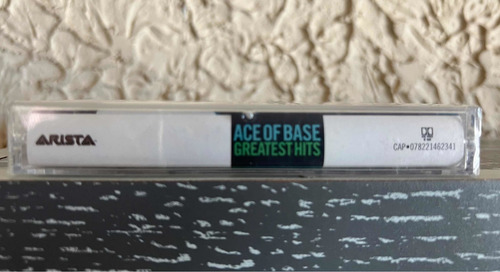 ARISTA
ACE OF BASE
GREATEST HITS
CAP•078221462341